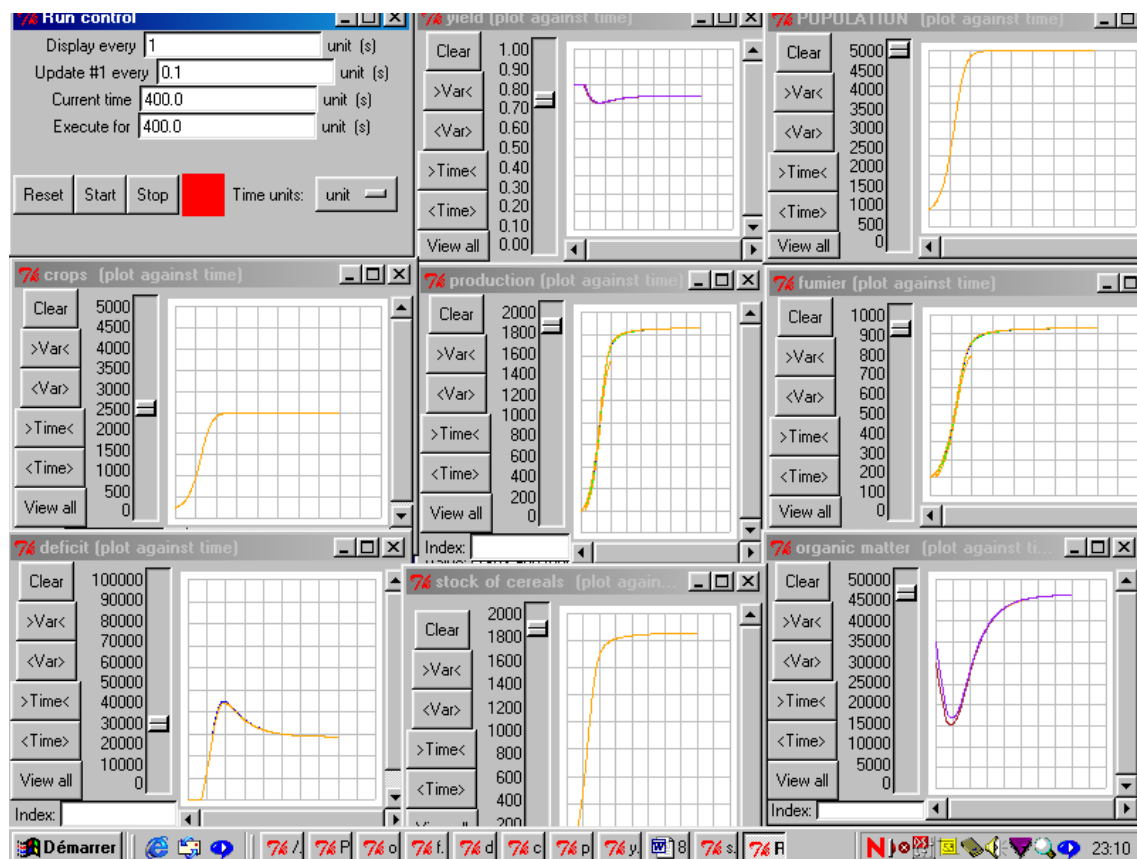 Run control
Display every 1 unit (s)
Update #1 every 0.1 unit (s)
Current time 400.0 unit (s)
Execute for 400.0 unit (s)
Reset Start Stop Time units: unit
yield (plot against time)
Clear
>Var<
<Var>
>Time<
<Time>
View all
1.00
0.90
0.80
0.70
0.60
0.50
0.40
0.30
0.20
0.10
0.00
POPULATION (plot against time)
Clear
>Var<
<Var>
>Time<
<Time>
View all
5000
4500
4000
3500
3000
2500
2000
1500
1000
500
0
crops (plot against time)
Clear
>Var<
<Var>
>Time<
<Time>
View all
5000
4500
4000
3500
3000
2500
2000
1500
1000
500
0
production (plot against time)
Clear
>Var<
<Var>
>Time<
<Time>
View all
2000
1800
1600
1400
1200
1000
800
600
400
200
0
Index:
fumier (plot against time)
Clear
>Var<
<Var>
>Time<
<Time>
View all
1000
900
800
700
600
500
400
300
200
100
0
deficit (plot against time)
Clear
>Var<
<Var>
>Time<
<Time>
View all
100000
90000
80000
70000
60000
50000
40000
30000
20000
10000
0
Index:
stock of cereals (plot again...
Clear
>Var<
<Var>
>Time<
<Time>
2000
1800
1600
1400
1200
1000
800
600
400
200
organic matter (plot against ti...
Clear
>Var<
<Var>
>Time<
<Time>
View all
50000
45000
40000
35000
30000
25000
20000
15000
10000
5000
0
Index:
Démarrer /. P o f. d c p y. 8 s. R 23:10